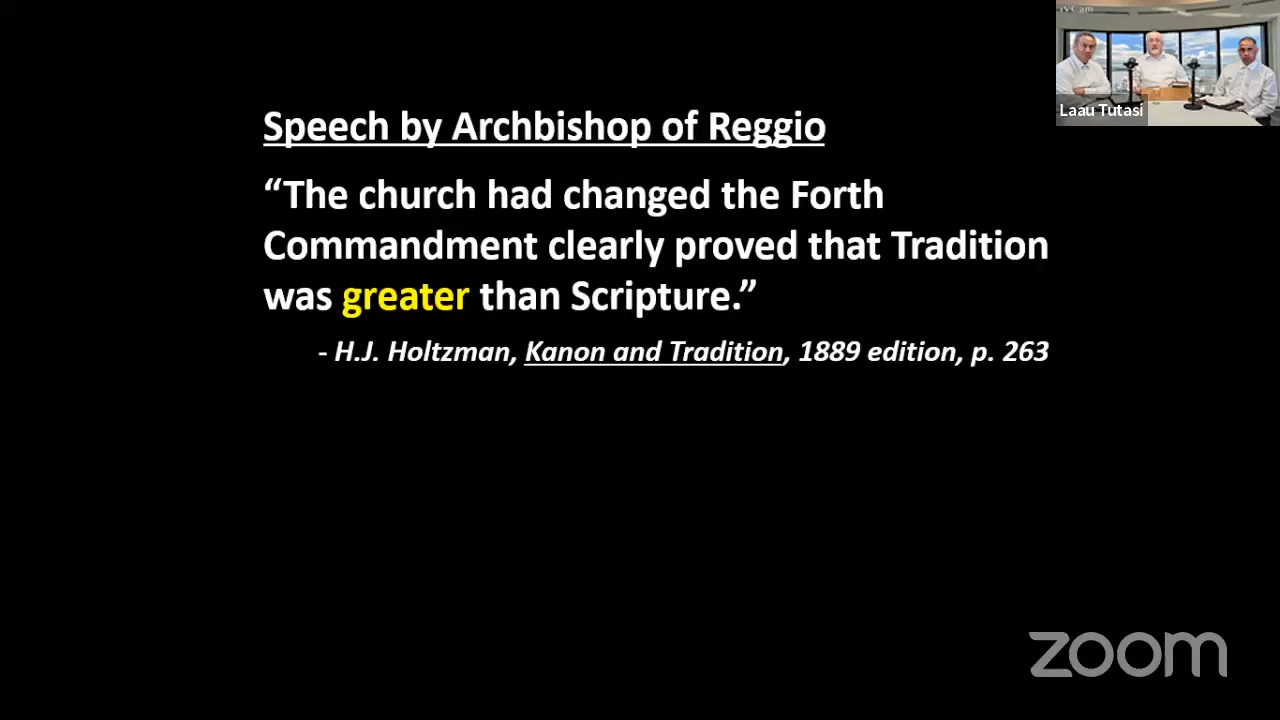 Speech by Archbishop of Reggio
“The church had changed the Forth
Commandment clearly proved that Tradition
was greater than Scripture.”
- H.J. Holtzman, Kanon and Tradition, 1889 edition, p. 263
Laau Tutasi
zoom